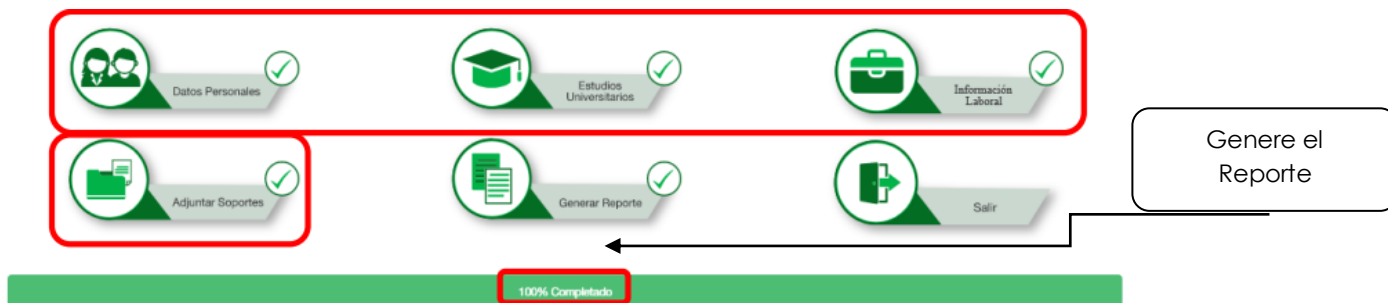 Datos Personales
Estudios
Universitarios
Información
Laboral
Genere el
Reporte
Adjuntar Soportes
Generar Reporte
Salir
100% Completado